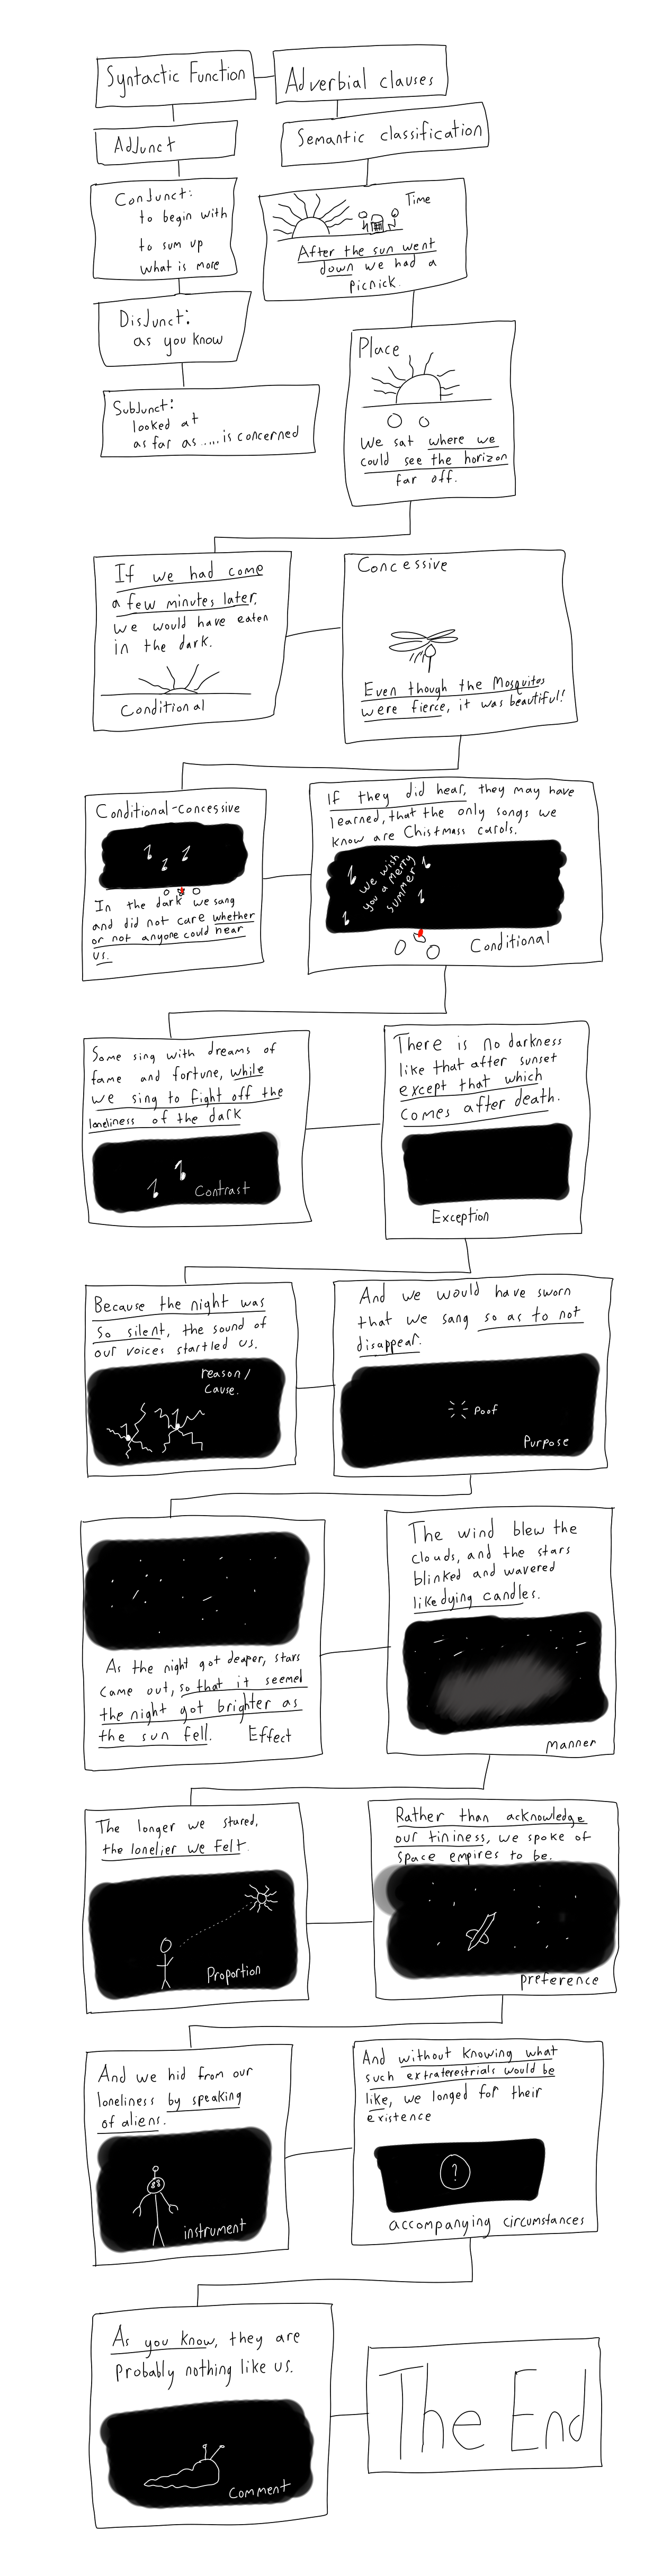 Syntactic Function
Adverbial clauses
Adjunct
Semantic classification
Conjunct:
to begin with
to sum up
what is more
Disjunct:
as you know
Subjunct:
looked at
as far as .... is concerned
Time
After the sun went
down we had a
picnick.
Place
We sat where we
could see the horizon
far off.
If we had come
a few minutes later,
we would have eaten
in the dark.
Conditional
Concessive
Even though the Mosquitos
were fierce, it was beautiful!
Conditional-Concessive
In the dark we sang
and did not care whether
or not anyone could hear
us.
If they did hear, they may have
learned, that the only songs we
know are Chistmass carols.
We wish
you a merry
summer
Conditional
Some sing with dreams of
fame and fortune, while
we sing to fight off the
loneliness of the dark
Contrast
There is no darkness
like that after sunset
except that which
comes after death.
Exception
Because the night was
so silent, the sound of
our voices startled us.
reason/
cause.
And we would have sworn
that we sang so as to not
disappear.
Poof
Purpose
As the night got deaper, stars
came out, so that it seemed
the night got brighter as
the sun fell.
Effect
The wind blew the
clouds, and the stars
blinked and wavered
like dying candles.
manner
The longer we stared,
the lonelier we felt
Proportion
Rather than acknowledge
our tininess, we spoke of
space empires to be.
preference
And we hid from our
loneliness by speaking
of aliens.
instrument
And without knowing what
such extraterestrials would be
like, we longed for their
existence
?
accompanying circumstances
As you know, they are
probably nothing like us.
Comment
The End